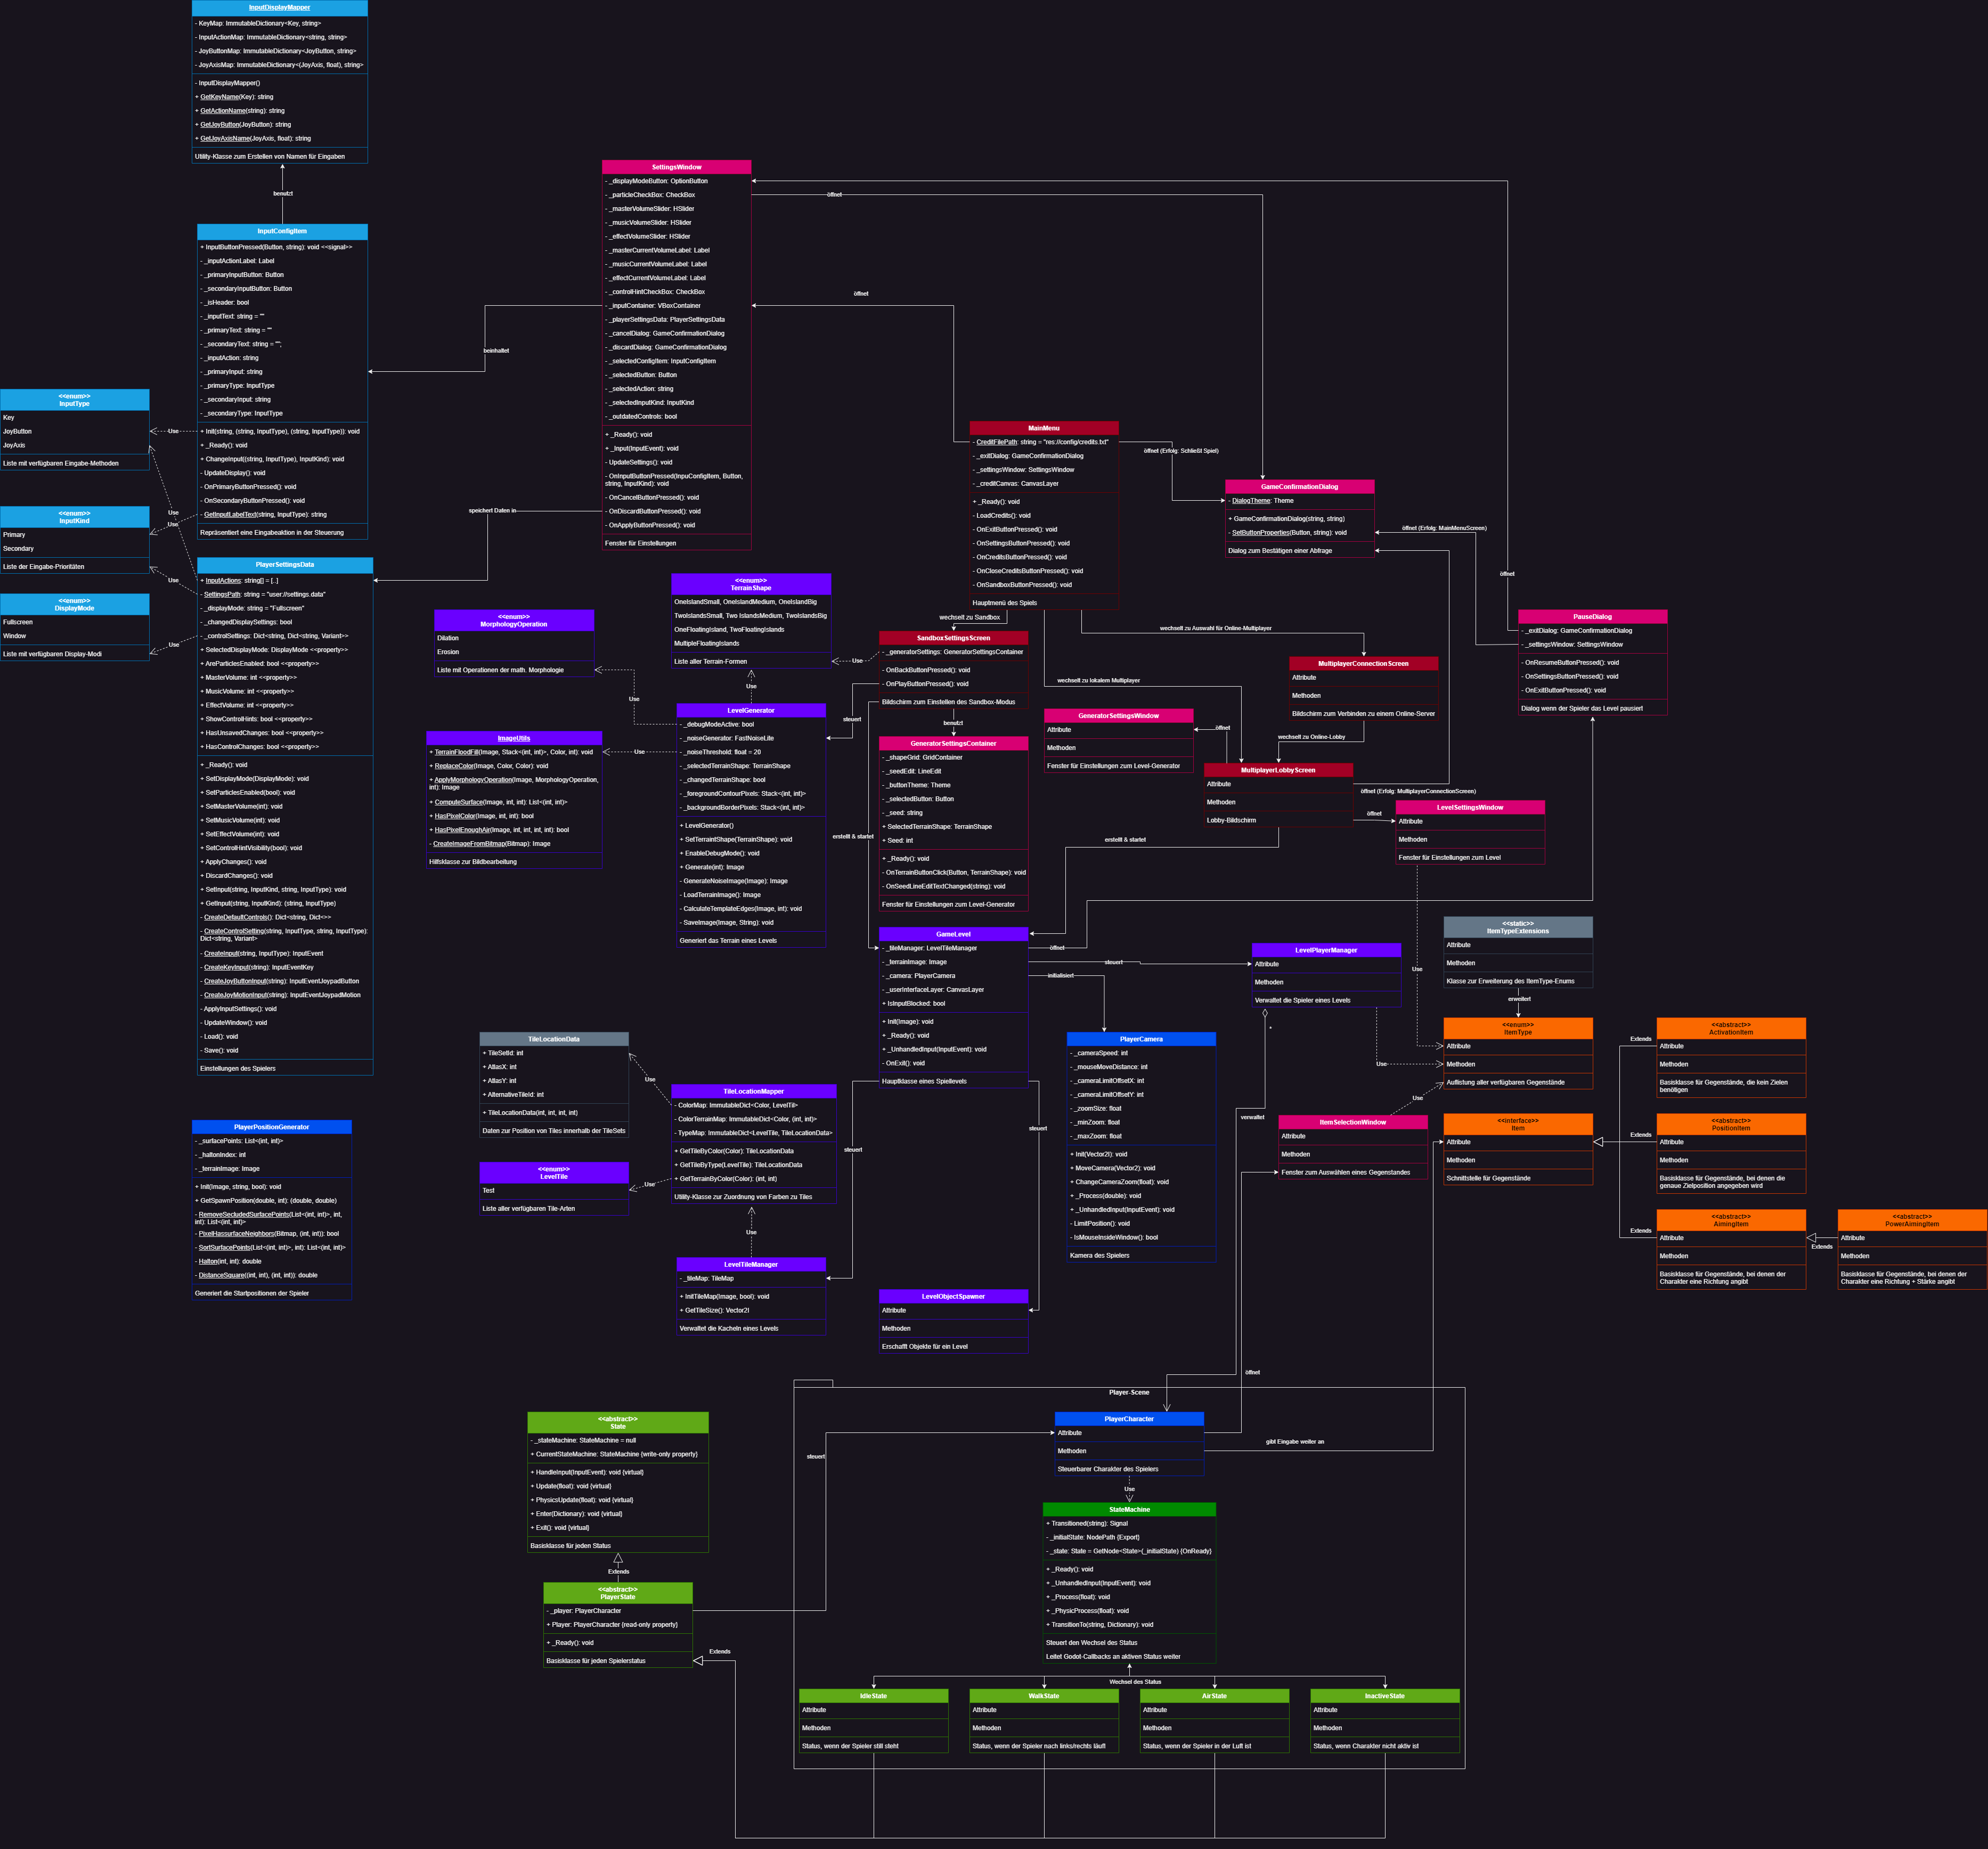 InputDisplayMapper
- KeyMap: ImmutableDictionary<Key, string>
- InputActionMap: ImmutableDictionary<string, string>
- JoyButtonMap: ImmutableDictionary<JoyButton, string>
- JoyAxisMap: ImmutableDictionary<(JoyAxis, float), string>
- InputDisplayMapper()
+ GetKeyName(Key): string
+ GetActionName(string): string
+ GetJoyButton(JoyButton): string
+ GetJoyAxisName(JoyAxis, float): string
Utility-Klasse zum Erstellen von Namen für Eingaben
benutzt
InputConfigItem
+ InputButtonPressed(Button, string): void <<signal>>
- _inputActionLabel: Label
- _primaryInputButton: Button
- _secondaryInputButton: Button
- _isHeader: bool
- _inputText: string = ""
- _primaryText: string = ""
- _secondaryText: string = "";
- _inputAction: string
- _primaryInput: string
- _primaryType: InputType
- _secondaryInput: string
- _secondaryType: InputType
+ Init(string, (string, InputType), (string, InputType)): void
+ _Ready(): void
+ ChangeInput((string, InputType), InputKind): void
- UpdateDisplay(): void
- OnPrimaryButtonPressed(): void
- OnSecondaryButtonPressed(): void
- GetInputLabelText(string, InputType): string
Repräsentiert eine Eingabeaktion in der Steuerung
<<enum>>
InputType
Key
JoyButton
JoyAxis
Liste mit verfügbaren Eingabe-Methoden
Use
Use
<<enum>>
InputKind
Primary
Secondary
Liste der Eingabe-Prioritäten
Use
Use
<<enum>>
DisplayMode
Fullscreen
Window
Liste mit verfügbaren Display-Modi
Use
PlayerSettingsData
+ InputActions: string[] = [..]
- SettingsPath: string = "user://settings.data"
- _displayMode: string = "Fullscreen"
- _changedDisplaySettings: bool
- _controlSettings: Dict<string, Dict<string, Variant>>
+ SelectedDisplayMode: DisplayMode <<property>>
+ AreParticlesEnabled: bool <<property>>
+ MasterVolume: int <<property>>
+ MusicVolume: int <<property>>
+ EffectVolume: int <<property>>
+ ShowControlHints: bool <<property>>
+ HasUnsavedChanges: bool <<property>>
+ HasControlChanges: bool <<property>>
+ _Ready(): void
+ SetDisplayMode(DisplayMode): void
+ SetParticlesEnabled(bool): void
+ SetMasterVolume(int): void
+ SetMusicVolume(int): void
+ SetEffectVolume(int): void
+ SetControlHintVisibility(bool): void
+ ApplyChanges(): void
+ DiscardChanges(): void
+ SetInput(string, InputKind, string, InputType): void
+ GetInput(string, InputKind): (string, InputType)
- CreateDefaultControls(): Dict<string, Dict<>>
- CreateControlSetting(string, InputType, string, InputType):
Dict<string, Variant>
- CreateInput(string, InputType): InputEvent
- CreateKeyInput(string): InputEventKey
- CreateJoyButtonInput(string): InputEventJoypadButton
- CreateJoyMotionInput(string): InputEventJoypadMotion
- ApplyInputSettings(): void
- UpdateWindow(): void
- Load(): void
- Save(): void
Einstellungen des Spielers
PlayerPositionGenerator
- _surfacePoints: List<(int, int)>
- _haltonIndex: int
- _terrainImage: Image
+ Init(Image, string, bool): void
+ GetSpawnPosition(double, int): (double, double)
- RemoveSecludedSurfacePoints(List<(int, int)>, int,
int): List<(int, int)>
- PixelHassurfaceNeighbors(Bitmap, (int, int)): bool
- SortSurfacePoints(List<(int, int)>, int): List<(int, int)>
- Halton(int, int): double
- DistanceSquare((int, int), (int, int)): double
Generiert die Startpositionen der Spieler
SettingsWindow
- _displayModeButton: OptionButton
- _particleCheckBox: CheckBox
- _masterVolumeSlider: HSlider
- _musicVolumeSlider: HSlider
- _effectVolumeSlider: HSlider
- _masterCurrentVolumeLabel: Label
- _musicCurrentVolumeLabel: Label
- _effectCurrentVolumeLabel: Label
- _controlHintCheckBox: CheckBox
- _inputContainer: VBoxContainer
- _playerSettingsData: PlayerSettingsData
- _cancelDialog: GameConfirmationDialog
- _discardDialog: GameConfirmationDialog
- _selectedConfigItem: InputConfigItem
- _selectedButton: Button
- _selectedAction: string
- _selectedInputKind: InputKind
- _outdatedControls: bool
+ _Ready(): void
+ _Input(InputEvent): void
- UpdateSettings(): void
- OnInputButtonPressed(InpuConfigItem, Button,
string, InputKind): void
- OnCancelButtonPressed(): void
- OnDiscardButtonPressed(): void
- OnApplyButtonPressed(): void
Fenster für Einstellungen
beinhaltet
speichert Daten in
öffnet
öffnet
MainMenu
- CreditFilePath: string = "res://config/credits.txt"
- _exitDialog: GameConfirmationDialog
- _settingsWindow: SettingsWindow
- _creditCanvas: CanvasLayer
+ _Ready(): void
- LoadCredits(): void
- OnExitButtonPressed(): void
- OnSettingsButtonPressed(): void
- OnCreditsButtonPressed(): void
- OnCloseCreditsButtonPressed(): void
- OnSandboxButtonPressed(): void
Hauptmenü des Spiels
öffnet (Erfolg: Schließt Spiel)
GameConfirmationDialog
- DialogTheme: Theme
+ GameConfirmationDialog(string, string)
- SetButtonProperties(Button, string): void
Dialog zum Bestätigen einer Abfrage
öffnet (Erfolg: MainMenuScreen)
öffnet
PauseDialog
- _exitDialog: GameConfirmationDialog
- _settingsWindow: SettingsWindow
- OnResumeButtonPressed(): void
- OnSettingsButtonPressed(): void
- OnExitButtonPressed(): void
Dialog wenn der Spieler das Level pausiert
<<enum>>
TerrainShape
OneIslandSmall, OneIslandMedium, OneIslandBig
TwoIslandsSmall, Two IslandsMedium, TwoIslandsBig
OneFloatingIsland, TwoFloatingIslands
MultipleFloatingIslands
Liste aller Terrain-Formen
<<enum>>
MorphologyOperation
Dilation
Erosion
Liste mit Operationen der math. Morphologie
wechselt zu Sandbox
SandboxSettingsScreen
- _generatorSettings: GeneratorSettingsContainer
- OnBackButtonPressed(): void
- OnPlayButtonPressed(): void
Bildschirm zum Einstellen des Sandbox-Modus
Use
Use
Use
Use
steuert
benutzt
wechselt zu lokalem Multiplayer
wechselt zu Auswahl für Online-Multiplayer
MultiplayerConnectionScreen
Attribute
Methoden
Bildschirm zum Verbinden zu einem Online-Server
wechselt zu Online-Lobby
LevelGenerator
- _debugModeActive: bool
- _noiseGenerator: FastNoiseLite
- _noiseThreshold: float = 20
- _selectedTerrainShape: TerrainShape
- _changedTerrainShape: bool
- _foregroundContourPixels: Stack<(int, int)>
- _backgroundBorderPixels: Stack<(int, int)>
+ LevelGenerator()
+ SetTerraintShape(TerrainShape): void
+ EnableDebugMode(): void
+ Generate(int): Image
- GenerateNoiseImage(Image): Image
- LoadTerrainImage(): Image
- CalculateTemplateEdges(Image, int): void
- SaveImage(Image, String): void
Generiert das Terrain eines Levels
ImageUtils
+ TerrainFloodFill(Image, Stack<(int, int)>, Color, int): void
+ ReplaceColor(Image, Color, Color): void
+ ApplyMorphologyOperation(Image, MorphologyOperation,
int): Image
+ ComputeSurface(Image, int, int): List<(int, int)>
+ HasPixelColor(Image, int, int): bool
+ HasPixelEnoughAir(Image, int, int, int, int): bool
- CreateImageFromBitmap(Bitmap): Image
Hilfsklasse zur Bildbearbeitung
GeneratorSettingsContainer
- _shapeGrid: GridContainer
- _seedEdit: LineEdit
- _buttonTheme: Theme
- _selectedButton: Button
- _seed: string
+ SelectedTerrainShape: TerrainShape
+ Seed: int
+ _Ready(): void
- OnTerrainButtonClick(Button, TerrainShape): void
- OnSeedLineEditTextChanged(string): void
Fenster für Einstellungen zum Level-Generator
GeneratorSettingsWindow
Attribute
Methoden
Fenster für Einstellungen zum Level-Generator
öffnet
MultiplayerLobbyScreen
Attribute
Methoden
Lobby-Bildschirm
öffnet (Erfolg: MultiplayerConnectionScreen)
öffnet
LevelSettingsWindow
Attribute
Methoden
Fenster für Einstellungen zum Level
erstellt & startet
erstellt & startet
GameLevel
- _tileManager: LevelTileManager
- _terrainImage: Image
- _camera: PlayerCamera
- _userInterfaceLayer: CanvasLayer
+ IsInputBlocked: bool
+ Init(Image): void
+ _Ready(): void
+ _UnhandledInput(InputEvent): void
- OnExit(): void
Hauptklasse eines Spiellevels
öffnet
steuert
initialisiert
steuert
steuert
LevelPlayerManager
Attribute
Methoden
Verwaltet die Spieler eines Levels
*
verwaltet
Use
Use
<<static>>
ItemTypeExtensions
Attribute
Methoden
Klasse zur Erweiterung des ItemType-Enums
erweitert
<<enum>>
ItemType
Attribute
Methoden
Auflistung aller verfügbaren Gegenstände
Use
<<interface>>
Item
Attribute
Methoden
Schnittstelle für Gegenstände
Extends
Extends
Extends
Extends
<<abstract>>
ActivationItem
Attribute
Methoden
Basisklasse für Gegenstände, die kein Zielen
benötigen
<<abstract>>
PositionItem
Attribute
Methoden
Basisklasse für Gegenstände, bei denen die
genaue Zielposition angegeben wird
<<abstract>>
AimingItem
Attribute
Methoden
Basisklasse für Gegenstände, bei denen der
Charakter eine Richtung angibt
<<abstract>>
PowerAimingItem
Attribute
Methoden
Basisklasse für Gegenstände, bei denen der
Charakter eine Richtung + Stärke angibt
ItemSelectionWindow
Attribute
Methoden
Fenster zum Auswählen eines Gegenstandes
PlayerCamera
- _cameraSpeed: int
- _mouseMoveDistance: int
- _cameraLimitOffsetX: int
- _cameraLimitOffsetY: int
- _zoomSize: float
- _minZoom: float
- _maxZoom: float
+ Init(Vector2I): void
+ MoveCamera(Vector2): void
+ ChangeCameraZoom(float): void
+ _Process(double): void
+ _UnhandledInput(InputEvent): void
- LimitPosition(): void
- IsMouseInsideWindow(): bool
Kamera des Spielers
TileLocationData
+ TileSetId: int
+ AtlasX: int
+ AtlasY: int
+ AlternativeTileId: int
+ TileLocationData(int, int, int, int)
Daten zur Position von Tiles innerhalb der TileSets
<<enum>>
LevelTile
Test
Liste aller verfügbaren Tile-Arten
Use
Use
TileLocationMapper
- ColorMap: ImmutableDict<Color, LevelTil>
- ColorTerrainMap: ImmutableDict<Color, (int, int)>
- TypeMap: ImmutableDict<LevelTile, TileLocationData>
+ GetTileByColor(Color): TileLocationData
+ GetTileByType(LevelTile): TileLocationData
+ GetTerrainByColor(Color): (int, int)
Utility-Klasse zur Zuordnung von Farben zu Tiles
Use
LevelTileManager
- _tileMap: TileMap
+ InitTileMap(Image, bool): void
+ GetTileSize(): Vector2I
Verwaltet die Kacheln eines Levels
LevelObjectSpawner
Attribute
Methoden
Erschafft Objekte für ein Level
öffnet
Player-Scene
PlayerCharacter
Attribute
Methoden
Steuerbarer Charakter des Spielers
gibt Eingabe weiter an
Use
steuert
<<abstract>>
State
- _stateMachine: StateMachine = null
+ CurrentStateMachine: StateMachine {write-only property}
+ HandleInput(InputEvent): void {virtual}
+ Update(float): void {virtual}
+ PhysicsUpdate(float): void {virtual}
+ Enter(Dictionary): void {virtual}
+ Exit(): void {virtual}
Basisklasse für jeden Status
Extends
<<abstract>>
PlayerState
- _player: PlayerCharacter
+ Player: PlayerCharacter {read-only property}
+ _Ready(): void
Basisklasse für jeden Spielerstatus
Extends
StateMachine
+ Transitioned(string): Signal
- _initialState: NodePath {Export}
- _state: State = GetNode<State>(_initialState) {OnReady}
+ _Ready(): void
+ _UnhandledInput(InputEvent): void
+ _Process(float): void
+ _PhysicProcess(float): void
+ TransitionTo(string, Dictionary): void
Steuert den Wechsel des Status
Leitet Godot-Callbacks an aktiven Status weiter
Wechsel des Status
IdleState
Attribute
Methoden
Status, wenn der Spieler still steht
WalkState
Attribute
Methoden
Status, wenn der Spieler nach links/rechts läuft
AirState
Attribute
Methoden
Status, wenn der Spieler in der Luft ist
InactiveState
Attribute
Methoden
Status, wenn Charakter nicht aktiv ist